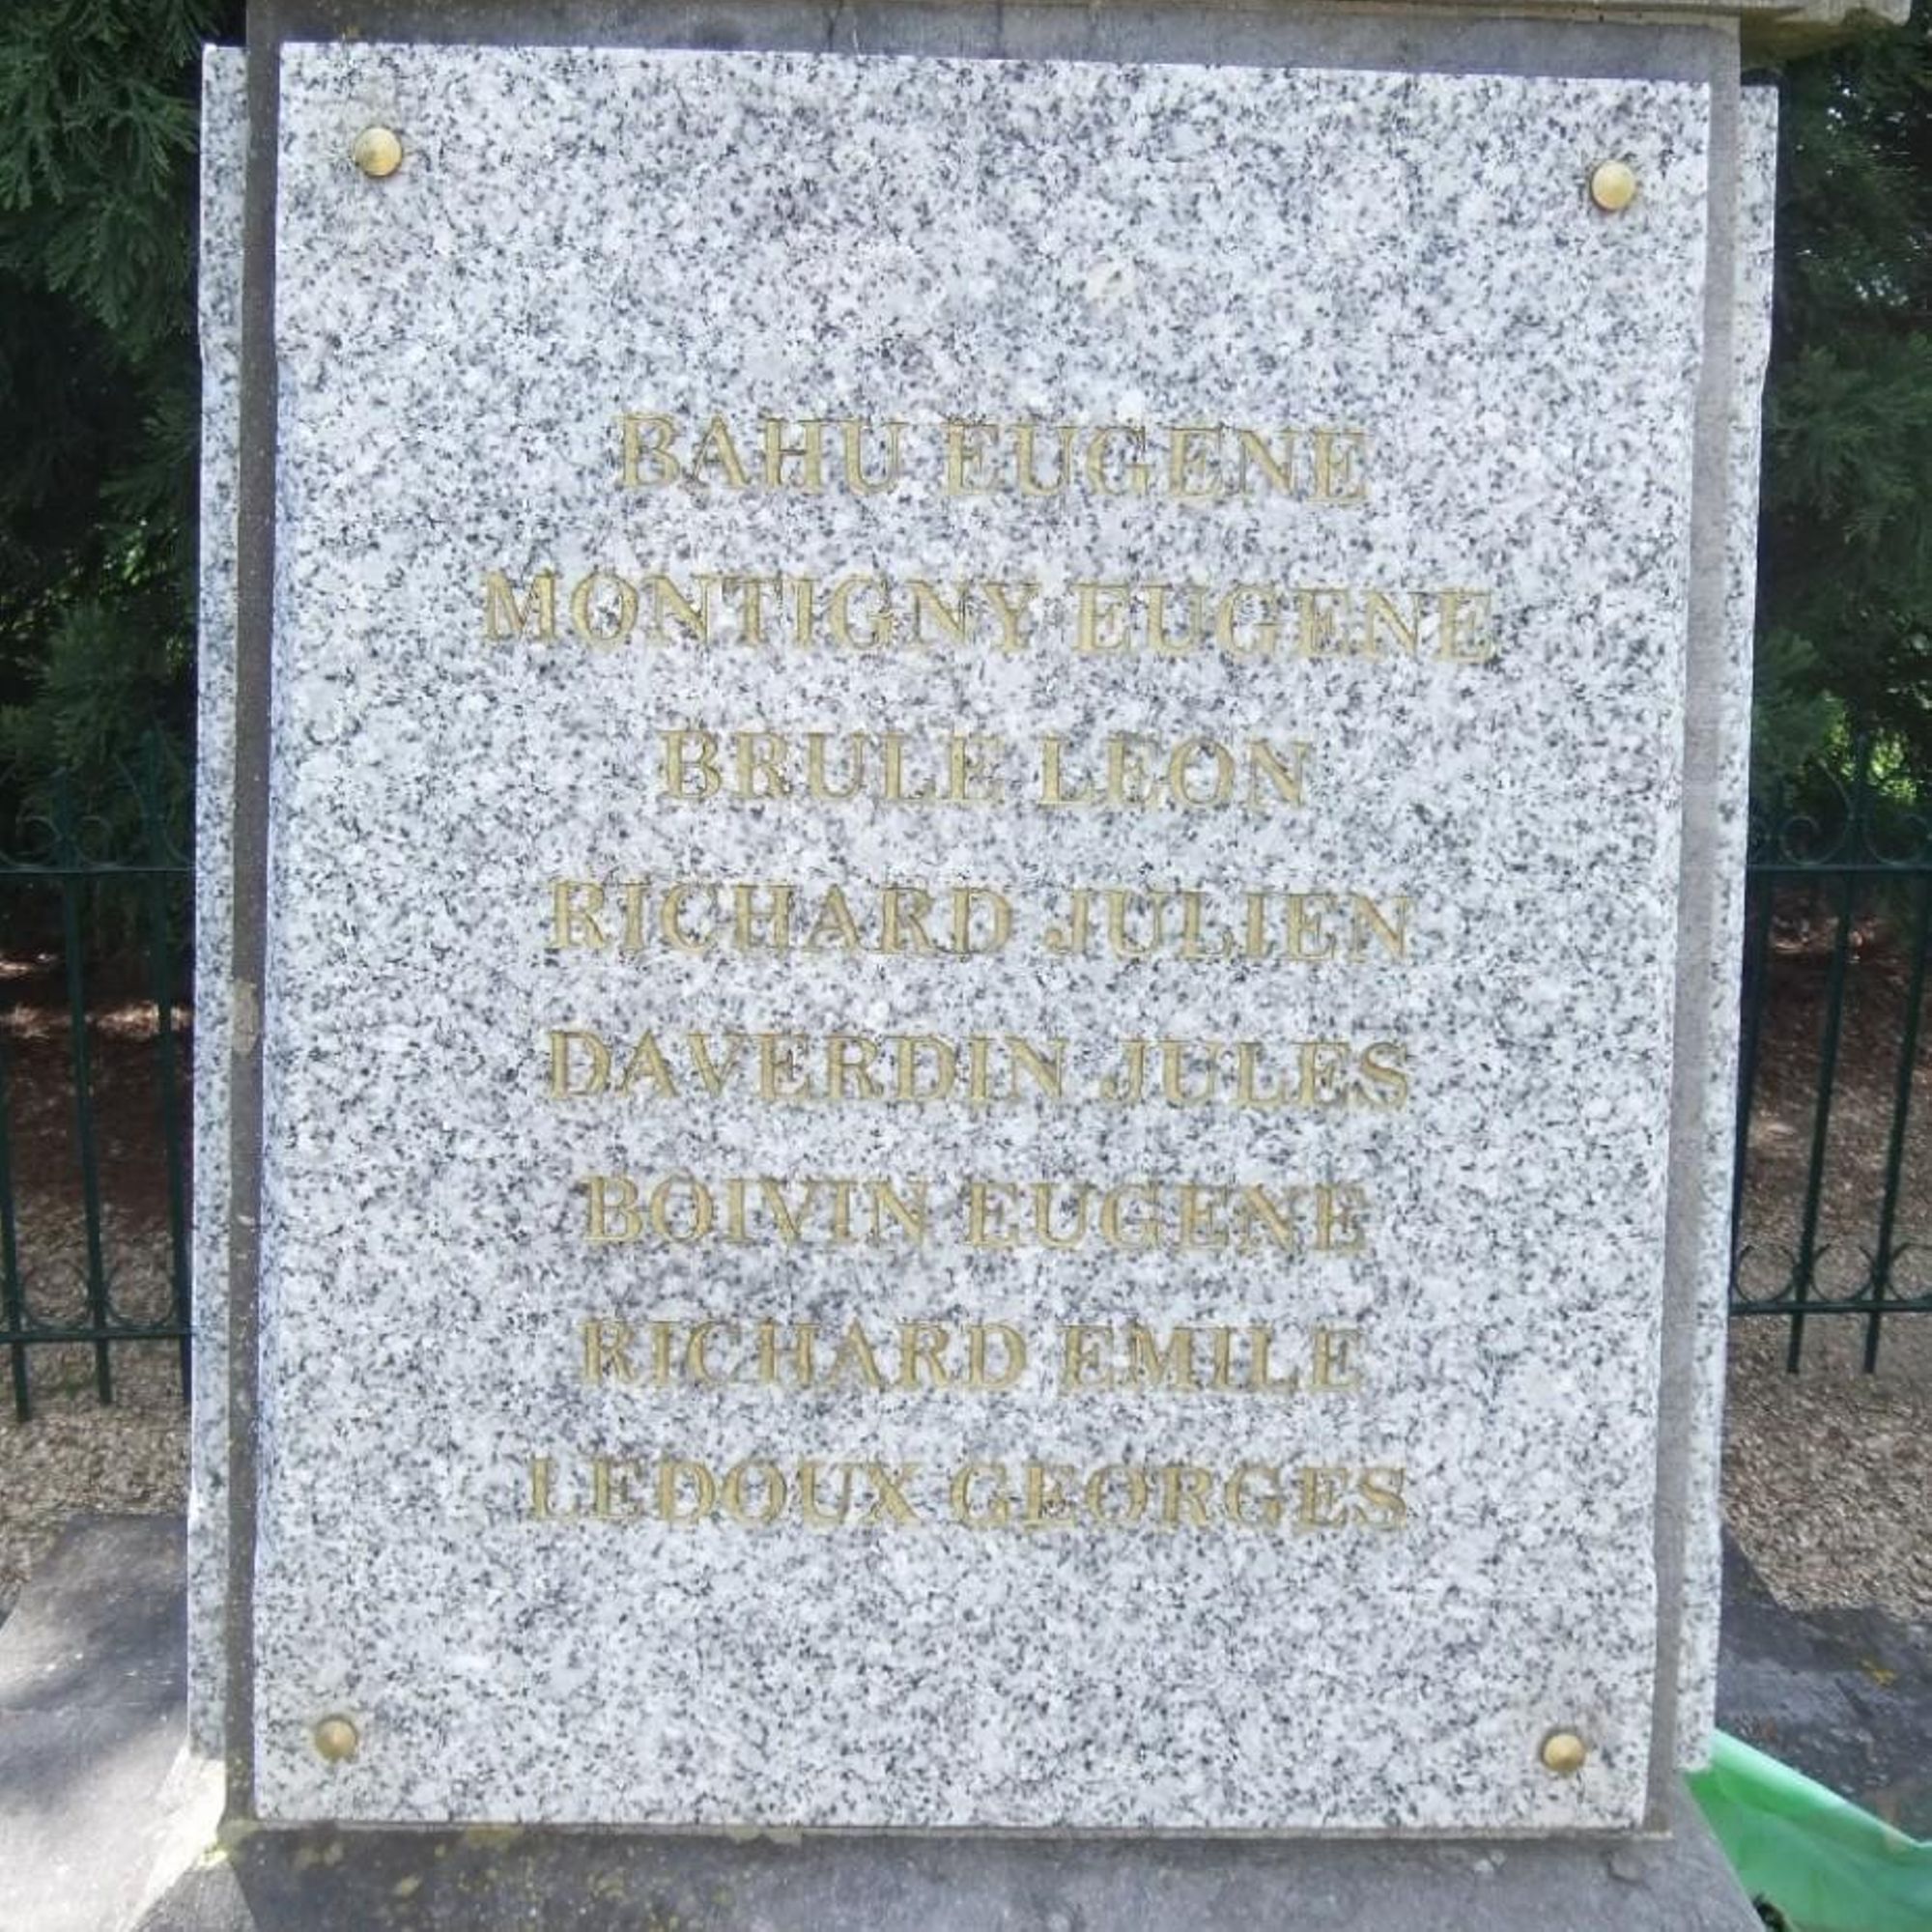 BAHU EUGENE
MONTIGNY EUGENE
BRULE LEON
RICHARD JULIEN
DAVERDIN JULES
BOIVIN EUGENE
RICHARD EMILE
LEDOUX GEORGES